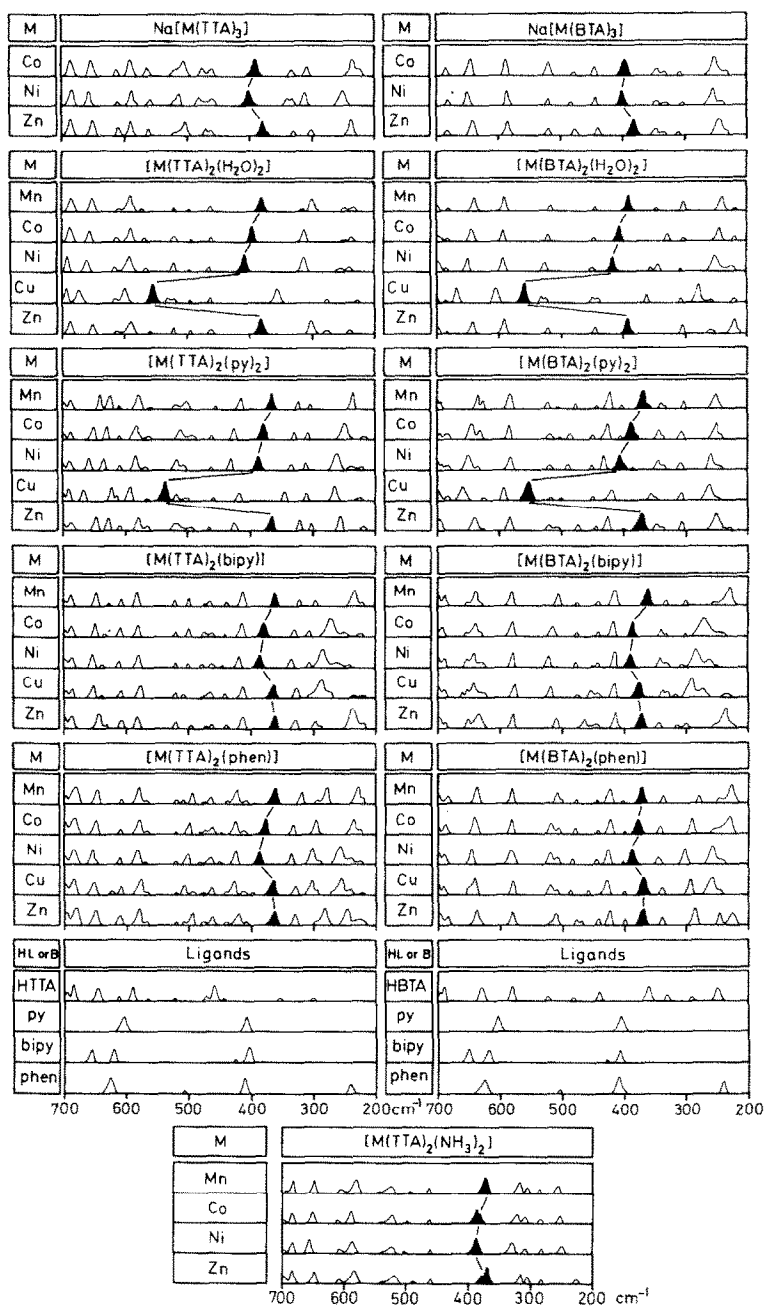 M Na[M(TTA)₃]
Co
Ni
Zn
M Na[M(BTA)₃]
Co
Ni
Zn
M [M(TTA)₂(H₂O)₂]
Mn
Co
Ni
Cu
Zn
M [M(BTA)₂(H₂O)₂]
Mn
Co
Ni
Cu
Zn
M [M(TTA)₂(py)₂]
Mn
Co
Ni
Cu
Zn
M [M(BTA)₂(py)₂]
Mn
Co
Ni
Cu
Zn
M [M(TTA)₂(bipy)]
Mn
Co
Ni
Cu
Zn
M [M(BTA)₂(bipy)]
Mn
Co
Ni
Cu
Zn
M [M(TTA)₂(phen)]
Mn
Co
Ni
Cu
Zn
M [M(BTA)₂(phen)]
Mn
Co
Ni
Cu
Zn
HL or B Ligands
HTTA
py
bipy
phen
700 600 500 400 300 200cm⁻¹
HL or B Ligands
HBTA
py
bipy
phen
700 600 500 400 300 200
M [M(TTA)₂(NH₃)₂]
Mn
Co
Ni
Zn
700 600 500 400 300 200 cm⁻¹